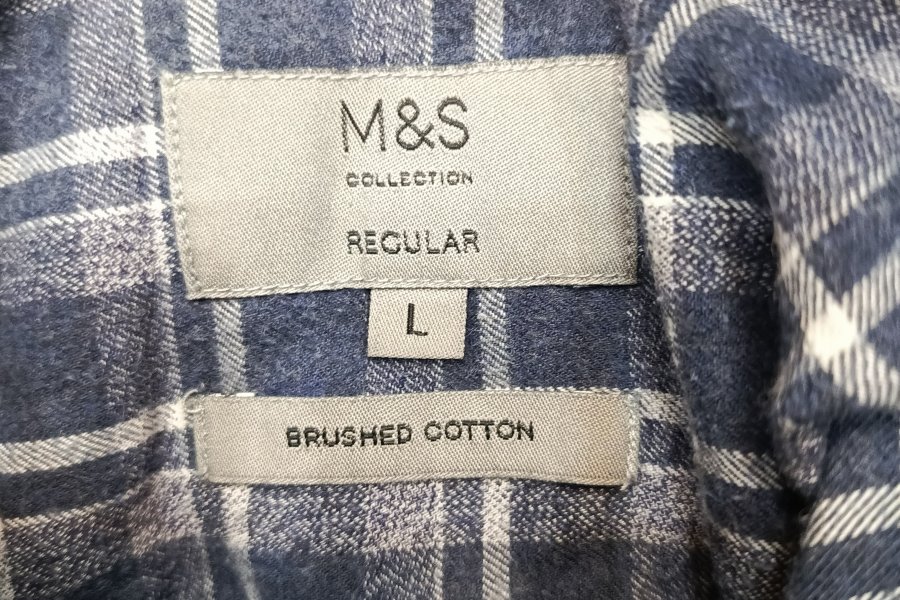 M&S
COLLECTION
REGULAR
L
BRUSHED COTTON